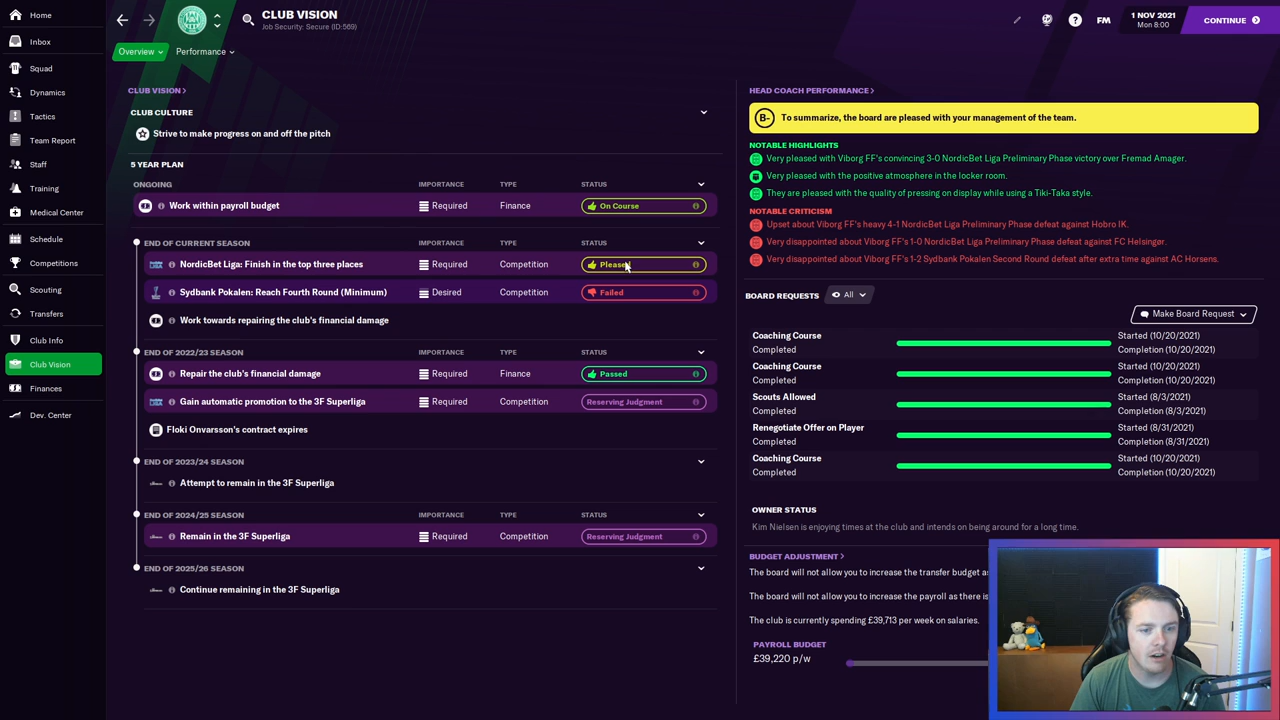 Home
Inbox
Squad
Dynamics
Tactics
Team Report
Staff
Training
Medical Center
Schedule
Competitions
Scouting
Transfers
Club Info
Club Vision
Finances
Dev. Center
CLUB VISION
Job Security: Secure (ID:569)
FM
1 NOV 2021
Mon 8:00
CONTINUE
Overview
Performance
CLUB VISION >
CLUB CULTURE
Strive to make progress on and off the pitch
5 YEAR PLAN
ONGOING IMPORTANCE TYPE STATUS
Work within payroll budget Required Finance On Course
END OF CURRENT SEASON IMPORTANCE TYPE STATUS
NordicBet Liga: Finish in the top three places Required Competition Pleased
Sydbank Pokalen: Reach Fourth Round (Minimum) Desired Competition Failed
Work towards repairing the club's financial damage
END OF 2022/23 SEASON IMPORTANCE TYPE STATUS
Repair the club's financial damage Required Finance Passed
Gain automatic promotion to the 3F Superliga Required Competition Reserving Judgment
Floki Onvarsson's contract expires
END OF 2023/24 SEASON
Attempt to remain in the 3F Superliga
END OF 2024/25 SEASON IMPORTANCE TYPE STATUS
Remain in the 3F Superliga Required Competition Reserving Judgment
END OF 2025/26 SEASON
Continue remaining in the 3F Superliga
HEAD COACH PERFORMANCE >
B- To summarize, the board are pleased with your management of the team.
NOTABLE HIGHLIGHTS
Very pleased with Viborg FF's convincing 3-0 NordicBet Liga Preliminary Phase victory over Fremad Amager.
Very pleased with the positive atmosphere in the locker room.
They are pleased with the quality of pressing on display while using a Tiki-Taka style.
NOTABLE CRITICISM
Upset about Viborg FF's heavy 4-1 NordicBet Liga Preliminary Phase defeat against Hobro IK.
Very disappointed about Viborg FF's 1-0 NordicBet Liga Preliminary Phase defeat against FC Helsingør.
Very disappointed about Viborg FF's 1-2 Sydbank Pokalen Second Round defeat after extra time against AC Horsens.
BOARD REQUESTS All
Make Board Request
Coaching Course Started (10/20/2021)
Completed Completion (10/20/2021)
Coaching Course Started (10/20/2021)
Completed Completion (10/20/2021)
Scouts Allowed Started (8/3/2021)
Completed Completion (8/3/2021)
Renegotiate Offer on Player Started (8/31/2021)
Completed Completion (8/31/2021)
Coaching Course Started (10/20/2021)
Completed Completion (10/20/2021)
OWNER STATUS
Kim Nielsen is enjoying times at the club and intends on being around for a long time.
BUDGET ADJUSTMENT >
The board will not allow you to increase the transfer budget as
The board will not allow you to increase the payroll as there is
The club is currently spending £39,713 per week on salaries.
PAYROLL BUDGET
£39,220 p/w